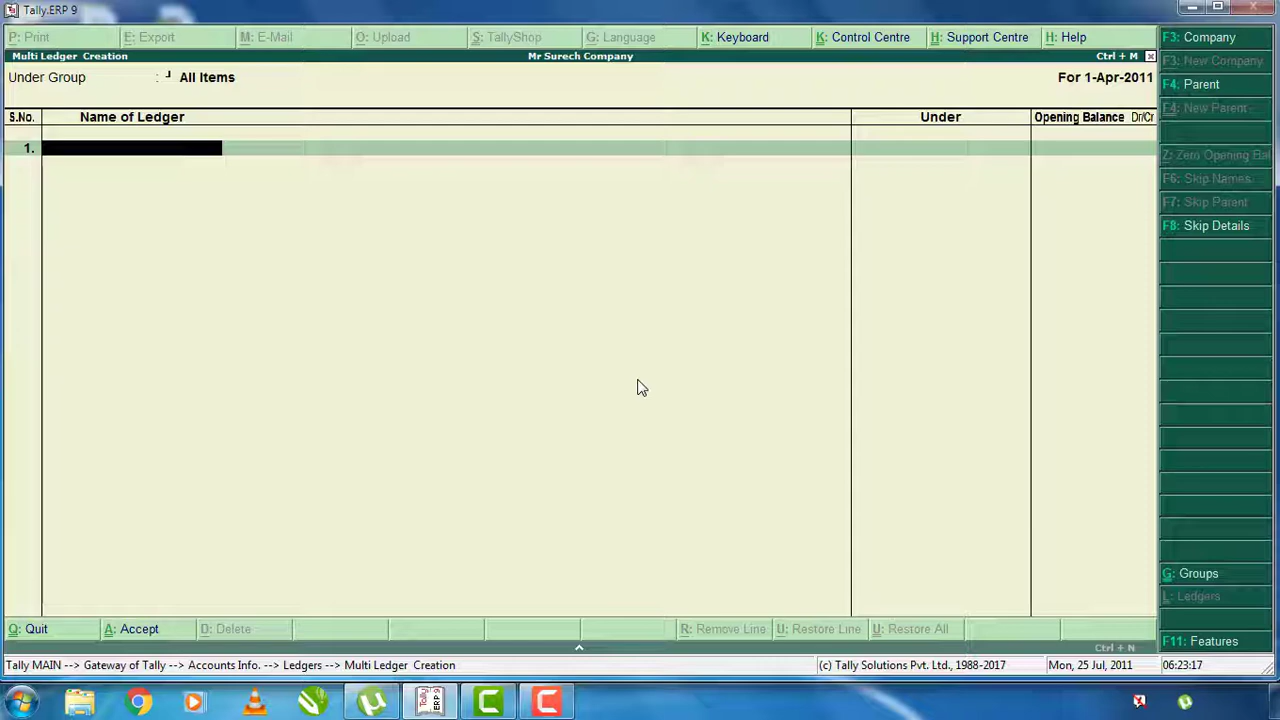 Tally.ERP 9
P: Print E: Export M: E-Mail O: Upload S: TallyShop G: Language K: Keyboard K: Control Centre H: Support Centre H: Help
F3: Company
Multi Ledger Creation Mr Surech Company Ctrl + M
F3: New Company
Under Group : All Items For 1-Apr-2011
F4: Parent
F4: New Parent
S.No. Name of Ledger Under Opening Balance Dr/Cr
1.
Z: Zero Opening Bal
F6: Skip Names
F7: Skip Parent
F8: Skip Details
G: Groups
L: Ledgers
Q: Quit A: Accept D: Delete R: Remove Line U: Restore Line U: Restore All
F11: Features
Ctrl + N
Tally MAIN --> Gateway of Tally --> Accounts Info. --> Ledgers --> Multi Ledger Creation (c) Tally Solutions Pvt. Ltd., 1988-2017 Mon, 25 Jul, 2011 06:23:17